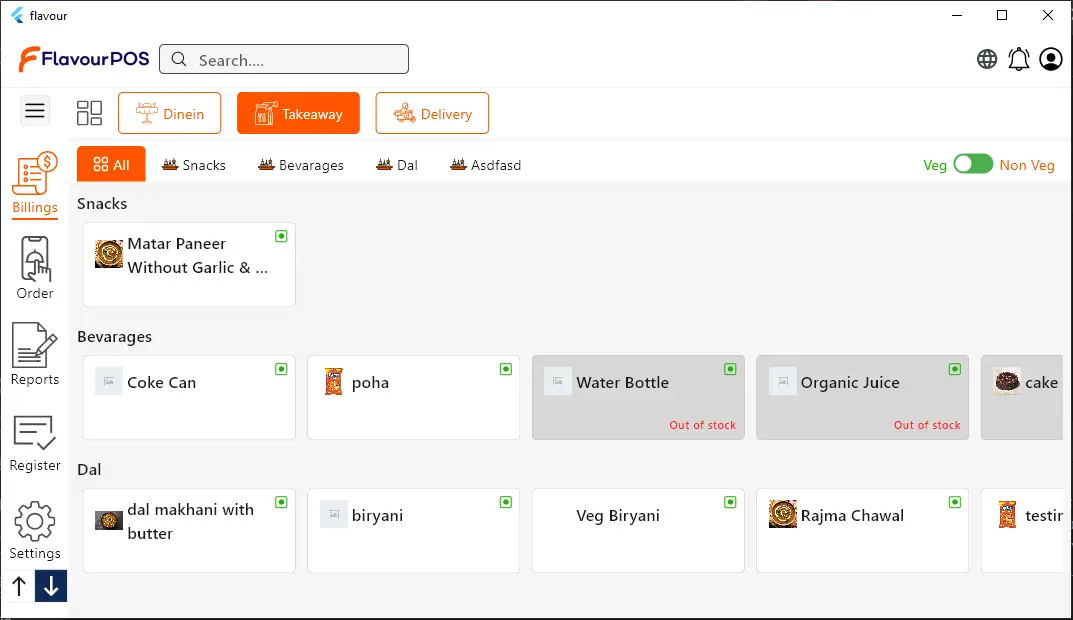 flavour
FlavourPOS
Search....
Dinein
Takeaway
Delivery
All
Snacks
Bevarages
Dal
Asdfasd
Veg
Non Veg
Billings
Order
Reports
Register
Settings
Snacks
Matar Paneer
Without Garlic & ...
Bevarages
Coke Can
poha
Water Bottle
Out of stock
Organic Juice
Out of stock
cake
Dal
dal makhani with
butter
biryani
Veg Biryani
Rajma Chawal